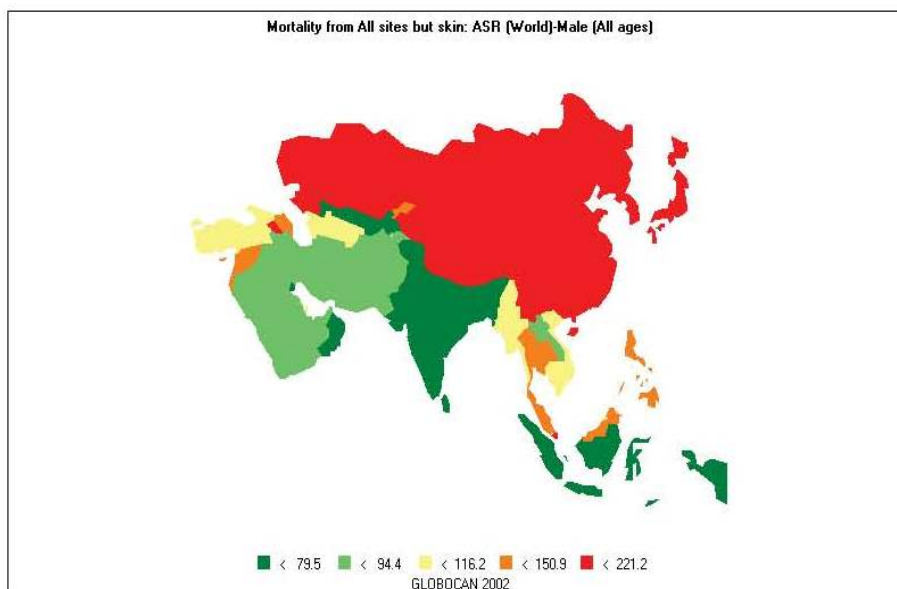 Mortality from All sites but skin: ASR (World)-Male (All ages)
< 79.5 < 94.4 < 116.2 < 150.9 < 221.2
GLOBOCAN 2002